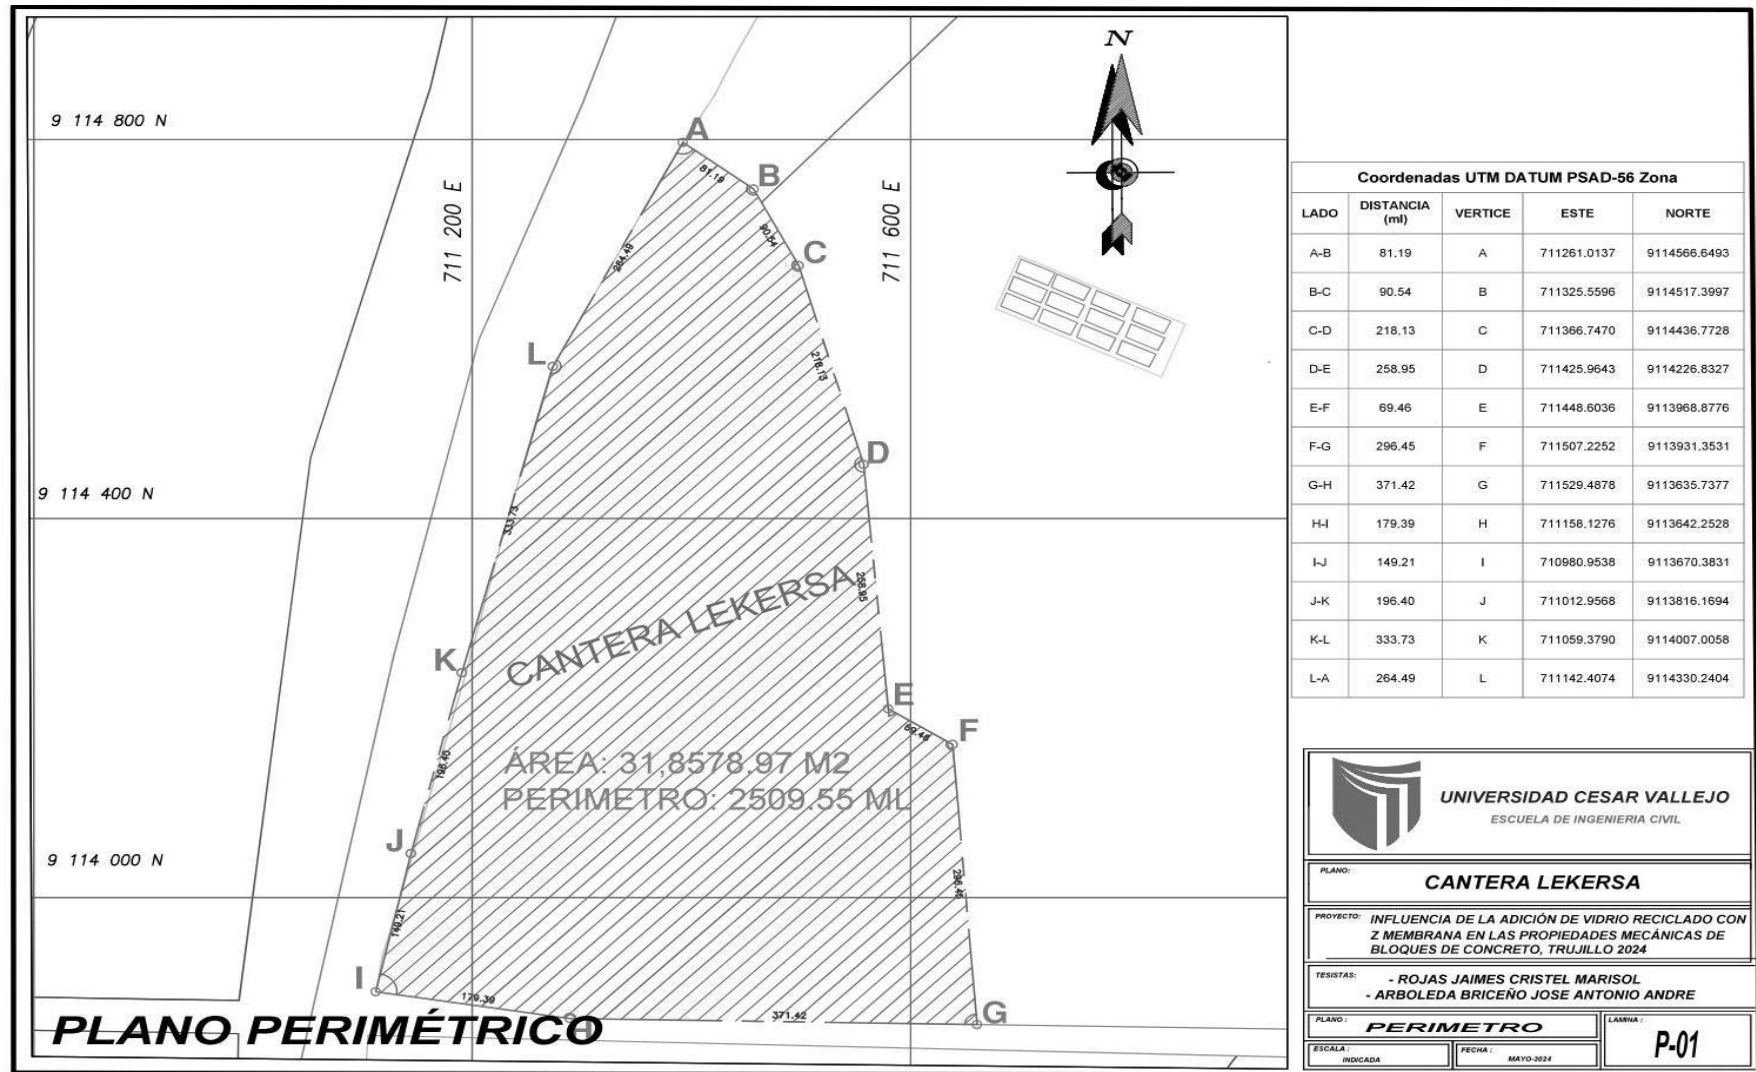 N
9 114 800 N
711 200 E
711 600 E
9 114 400 N
9 114 000 N
A
B
C
D
E
F
G
H
I
J
K
L
81.19
90.54
218.13
258.95
69.46
296.45
371.42
179.39
149.21
196.40
333.73
264.49
CANTERA LEKERSA
ÁREA: 31,8578.97 M2
PERIMETRO: 2509.55 ML
PLANO PERIMÉTRICO
Coordenadas UTM DATUM PSAD-56 Zona
LADO DISTANCIA (ml) VERTICE ESTE NORTE
A-B 81.19 A 711261.0137 9114566.6493
B-C 90.54 B 711325.5596 9114517.3997
C-D 218.13 C 711366.7470 9114436.7728
D-E 258.95 D 711425.9643 9114226.8327
E-F 69.46 E 711448.6036 9113968.8776
F-G 296.45 F 711507.2252 9113931.3531
G-H 371.42 G 711529.4878 9113635.7377
H-I 179.39 H 711158.1276 9113642.2528
I-J 149.21 I 710980.9538 9113670.3831
J-K 196.40 J 711012.9568 9113816.1694
K-L 333.73 K 711059.3790 9114007.0058
L-A 264.49 L 711142.4074 9114330.2404
UNIVERSIDAD CESAR VALLEJO
ESCUELA DE INGENIERIA CIVIL
PLANO:
CANTERA LEKERSA
PROYECTO: INFLUENCIA DE LA ADICIÓN DE VIDRIO RECICLADO CON
Z MEMBRANA EN LAS PROPIEDADES MECÁNICAS DE
BLOQUES DE CONCRETO, TRUJILLO 2024
TESISTAS: - ROJAS JAIMES CRISTEL MARISOL
- ARBOLEDA BRICEÑO JOSE ANTONIO ANDRE
PLANO : PERIMETRO
LAMINA :
P-01
ESCALA : INDICADA
FECHA : MAYO-2024